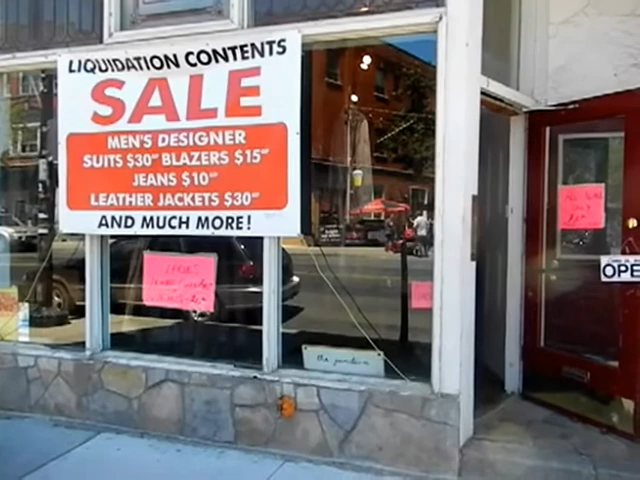 LIQUIDATION CONTENTS
SALE
MEN'S DESIGNER
SUITS $30 BLAZERS $15
JEANS $10
LEATHER JACKETS $30
AND MUCH MORE!
OPE